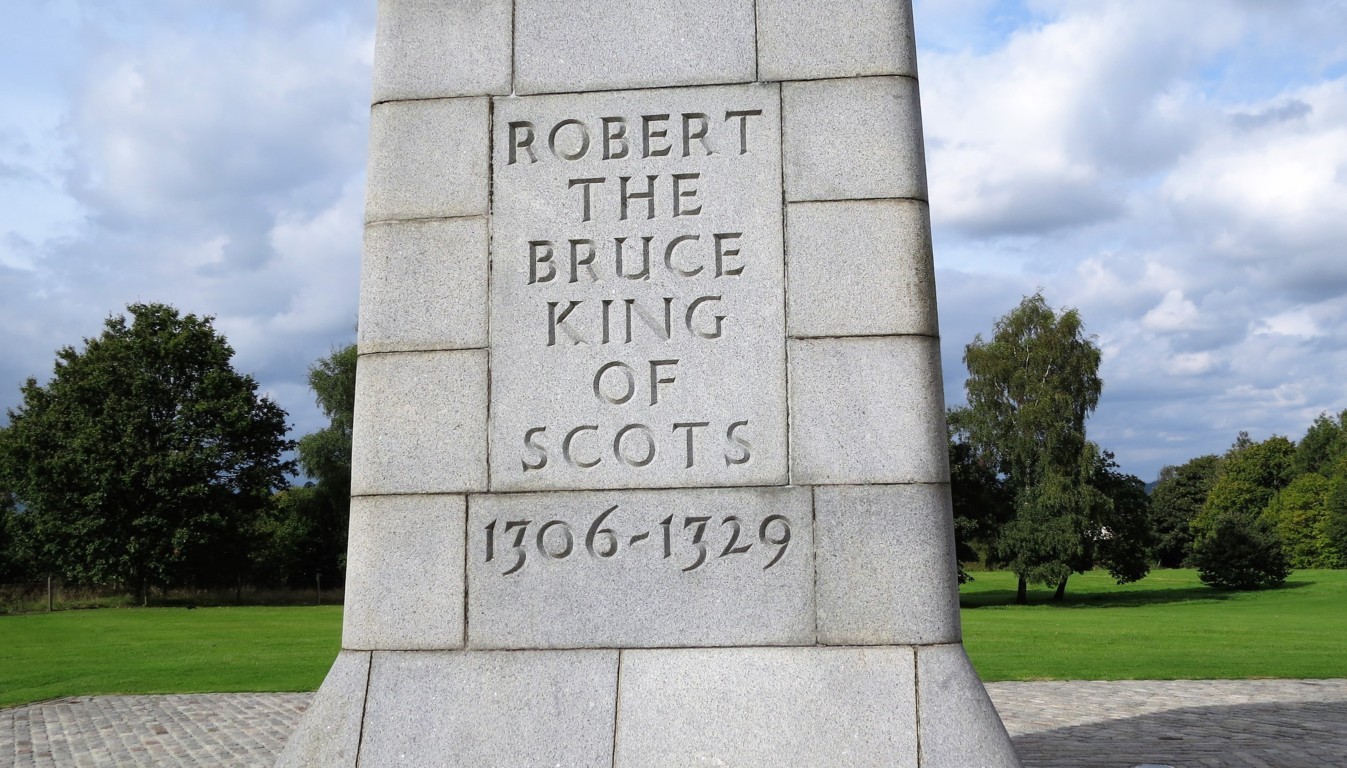 ROBERT
THE
BRUCE
KING
OF
SCOTS
1306-1329